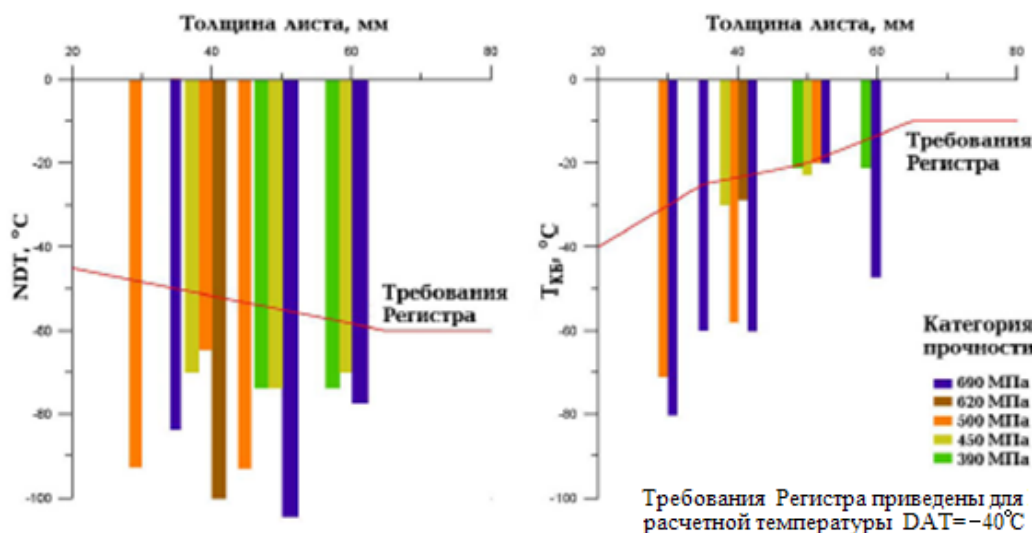 Толщина листа, мм
20 40 60 80
0
-20
-40
-60
-80
-100
NDT, °C
Требования
Регистра
Толщина листа, мм
20 40 60 80
0
-20
-40
-60
-80
-100
ТКБ, °C
Требования
Регистра
Категория
прочности
690 МПа
620 МПа
500 МПа
450 МПа
390 МПа
Требования Регистра приведены для
расчетной температуры DAT=−40°C